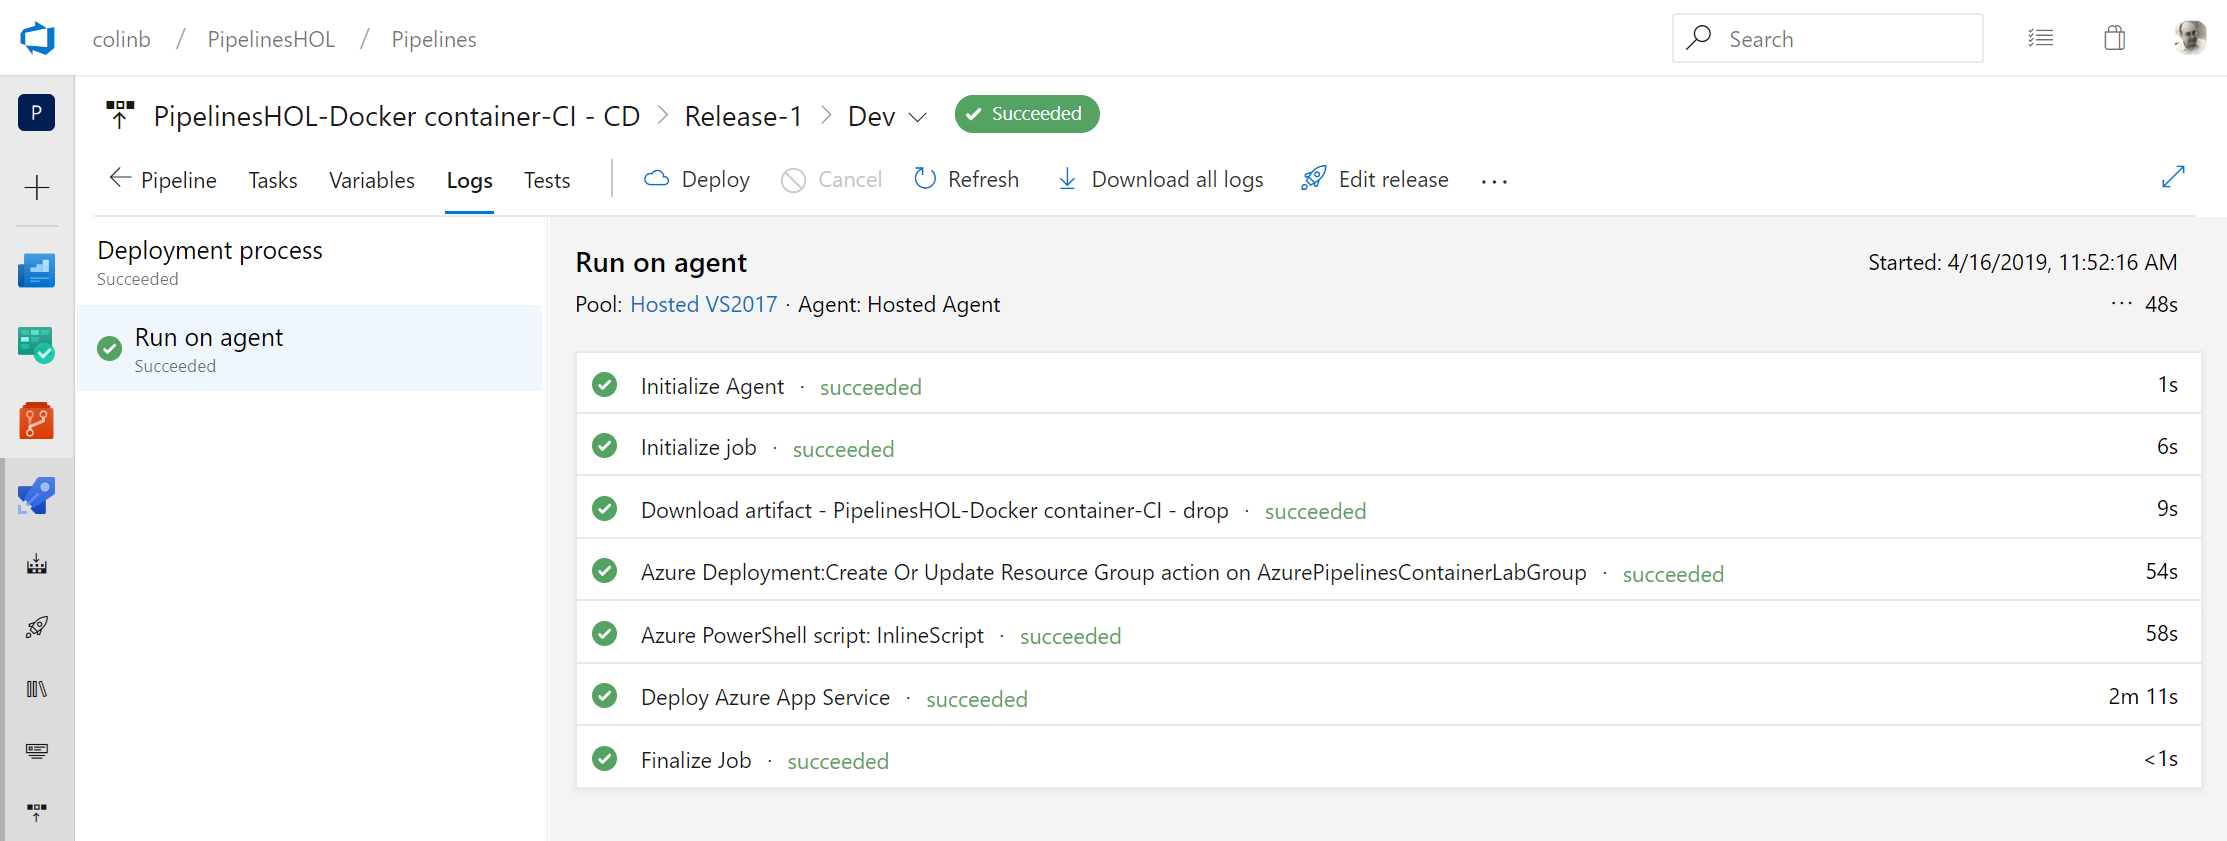 colinb / PipelinesHOL / Pipelines
Search
P
PipelinesHOL-Docker container-CI - CD > Release-1 > Dev Succeeded
Pipeline Tasks Variables Logs Tests Deploy Cancel Refresh Download all logs Edit release ...
Deployment process
Succeeded
Run on agent
Succeeded
Run on agent
Started: 4/16/2019, 11:52:16 AM
Pool: Hosted VS2017 · Agent: Hosted Agent
... 48s
Initialize Agent · succeeded 1s
Initialize job · succeeded 6s
Download artifact - PipelinesHOL-Docker container-CI - drop · succeeded 9s
Azure Deployment:Create Or Update Resource Group action on AzurePipelinesContainerLabGroup · succeeded 54s
Azure PowerShell script: InlineScript · succeeded 58s
Deploy Azure App Service · succeeded 2m 11s
Finalize Job · succeeded <1s